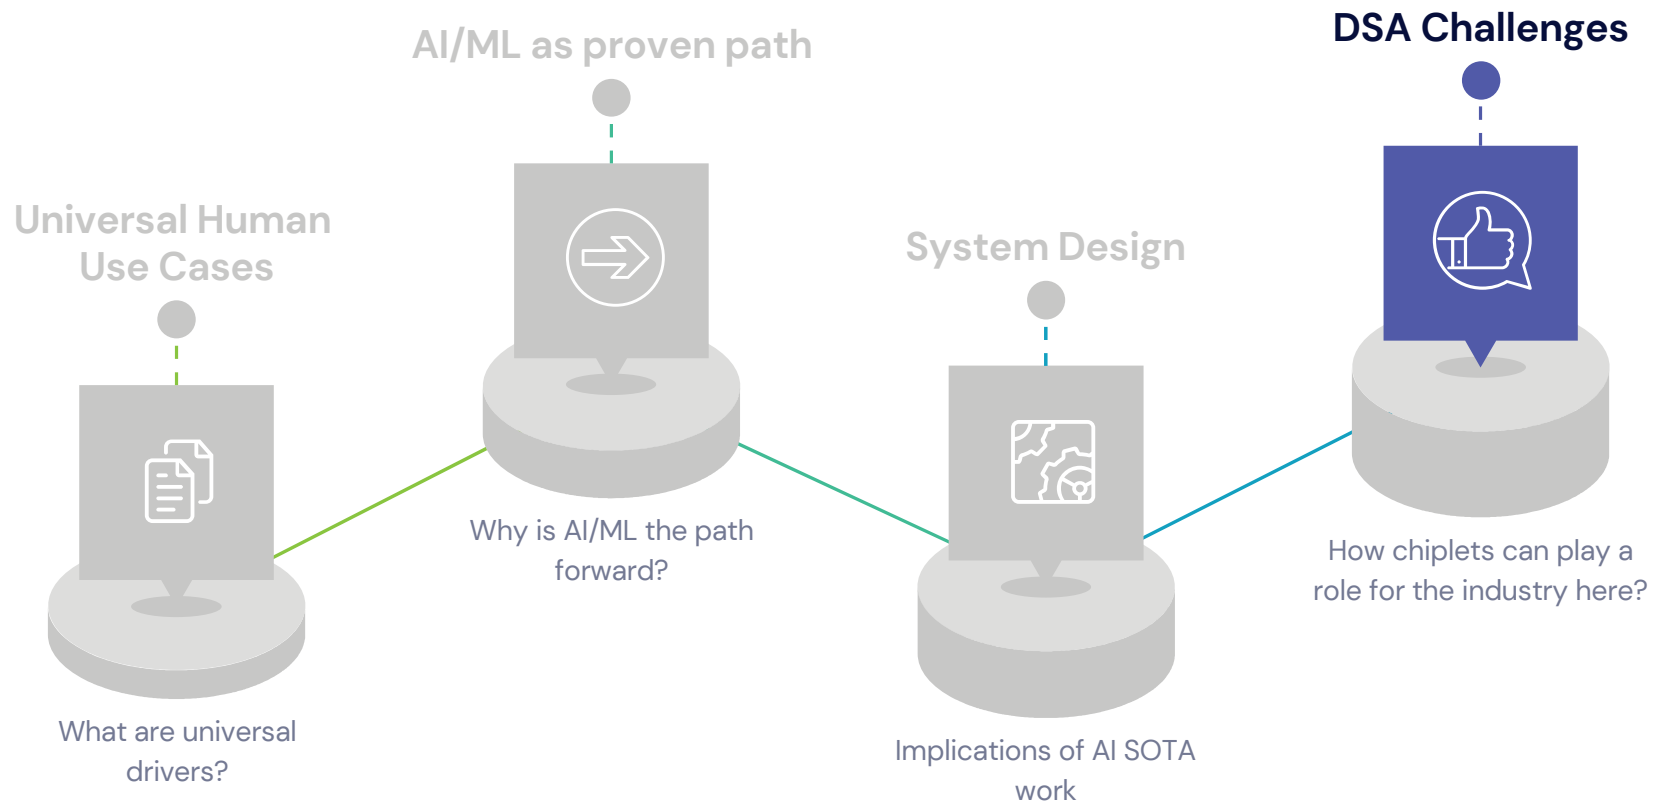 Universal Human
Use Cases
What are universal
drivers?
AI/ML as proven path
Why is AI/ML the path
forward?
System Design
Implications of AI SOTA
work
DSA Challenges
How chiplets can play a
role for the industry here?